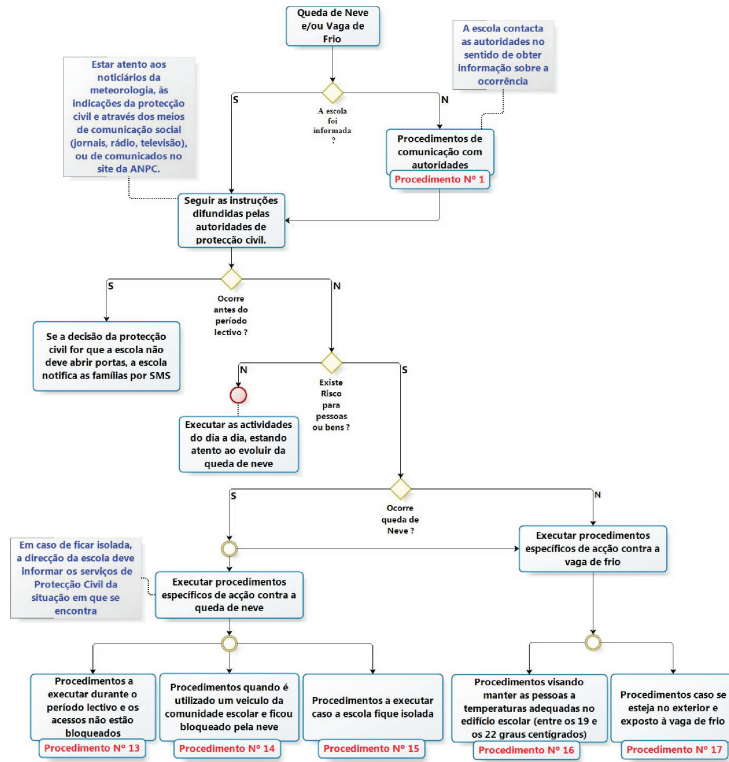 Queda de Neve
e/ou Vaga de
Frio
A escola contacta
as autoridades no
sentido de obter
informação sobre a
ocorrência
Estar atento aos
noticiários da
meteorologia, às
indicações da protecção
civil e através dos meios
de comunicação social
(jornais, rádio, televisão),
ou de comunicados no
site da ANPC.
S
N
A escola
foi
informada
?
Procedimentos de
comunicação com
autoridades
Procedimento Nº 1
Seguir as instruções
difundidas pelas
autoridades de
protecção civil.
S
N
Ocorre
antes do
período
lectivo ?
Se a decisão da protecção
civil for que a escola não
deve abrir portas, a escola
notifica as famílias por SMS
N
S
Existe
Risco
para
pessoas
ou bens ?
Executar as actividades
do dia a dia, estando
atento ao evoluir da
queda de neve
S
N
Ocorre
queda de
Neve ?
Executar procedimentos
específicos de acção contra a
vaga de frio
Em caso de ficar isolada,
a direcção da escola deve
informar os serviços de
Protecção Civil da
situação em que se
encontra
Executar procedimentos
específicos de acção contra a
queda de neve
Procedimentos a
executar durante o
período lectivo e os
acessos não estão
bloqueados
Procedimento Nº 13
Procedimentos quando é
utilizado um veiculo da
comunidade escolar e ficou
bloqueado pela neve
Procedimento Nº 14
Procedimentos a executar
caso a escola fique isolada
Procedimento Nº 15
Procedimentos visando
manter as pessoas a
temperaturas adequadas no
edifício escolar (entre os 19 e
os 22 graus centígrados)
Procedimento Nº 16
Procedimentos caso se
esteja no exterior e
exposto à vaga de frio
Procedimento Nº 17